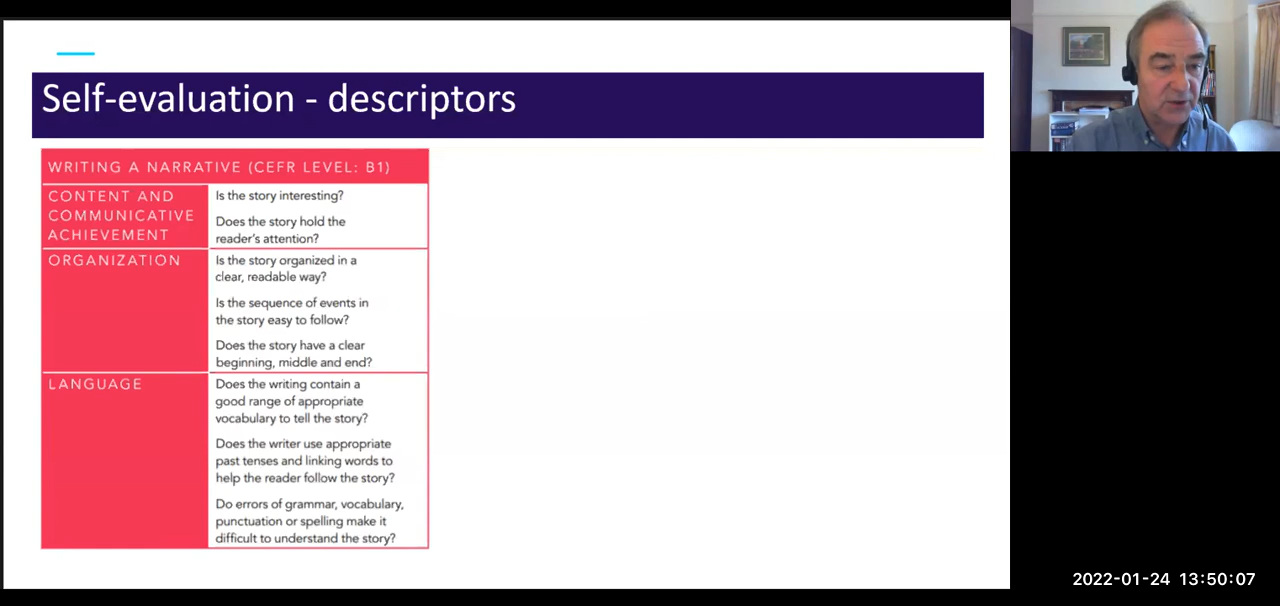 Self-evaluation - descriptors
WRITING A NARRATIVE (CEFR LEVEL: B1)
CONTENT AND
COMMUNICATIVE
ACHIEVEMENT
Is the story interesting?
Does the story hold the
reader's attention?
ORGANIZATION
Is the story organized in a
clear, readable way?
Is the sequence of events in
the story easy to follow?
Does the story have a clear
beginning, middle and end?
LANGUAGE
Does the writing contain a
good range of appropriate
vocabulary to tell the story?
Does the writer use appropriate
past tenses and linking words to
help the reader follow the story?
Do errors of grammar, vocabulary,
punctuation or spelling make it
difficult to understand the story?
2022-01-24 13:50:07